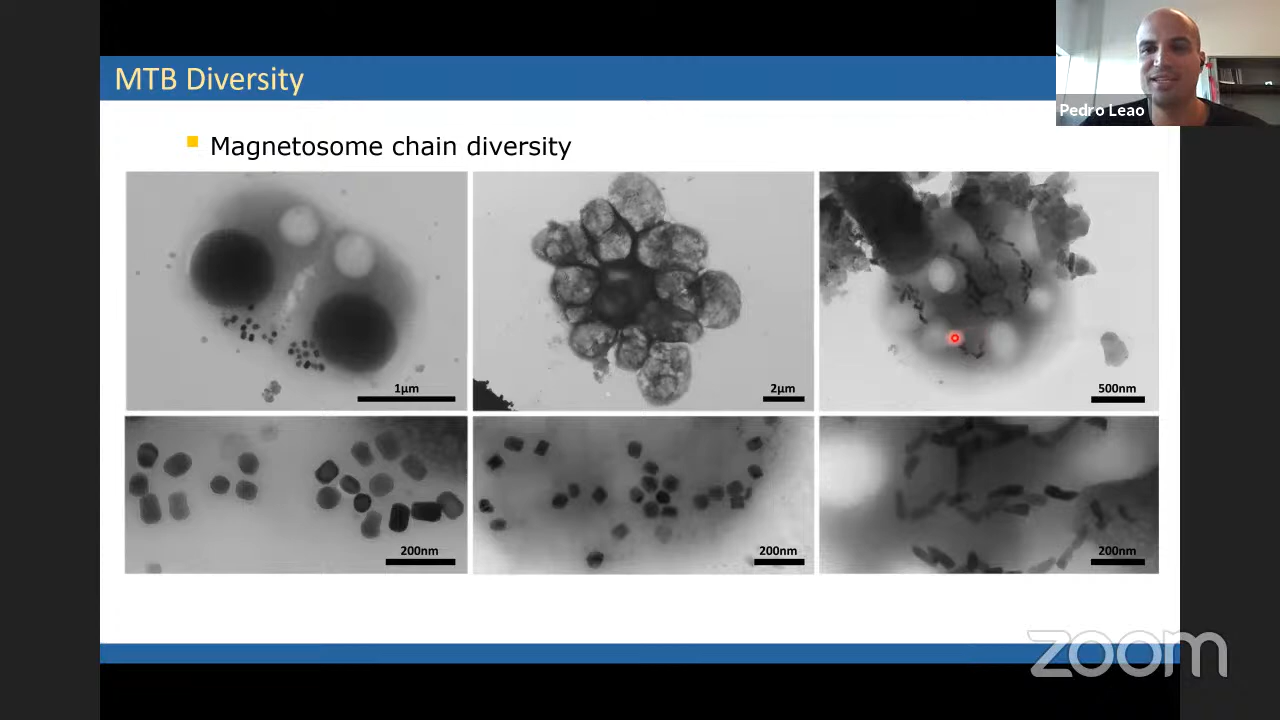 MTB Diversity
Pedro Leao
Magnetosome chain diversity
1µm
2µm
500nm
200nm
200nm
200nm
zoom